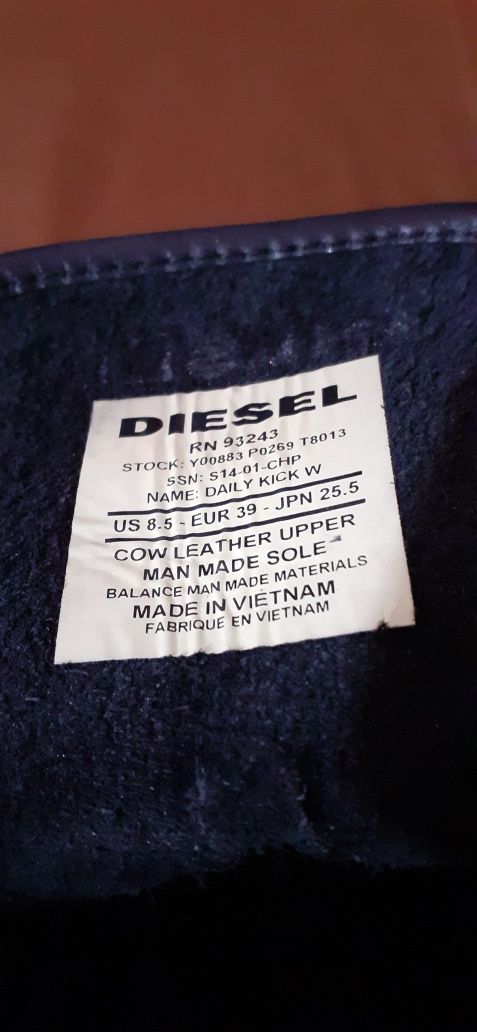 DIESEL
RN 93243
STOCK: Y00883 P0269 T8013
SSN: S14-01-CHP
NAME: DAILY KICK W
US 8.5 - EUR 39 - JPN 25.5
COW LEATHER UPPER
MAN MADE SOLE
BALANCE MAN MADE MATERIALS
MADE IN VIETNAM
FABRIQUE EN VIETNAM